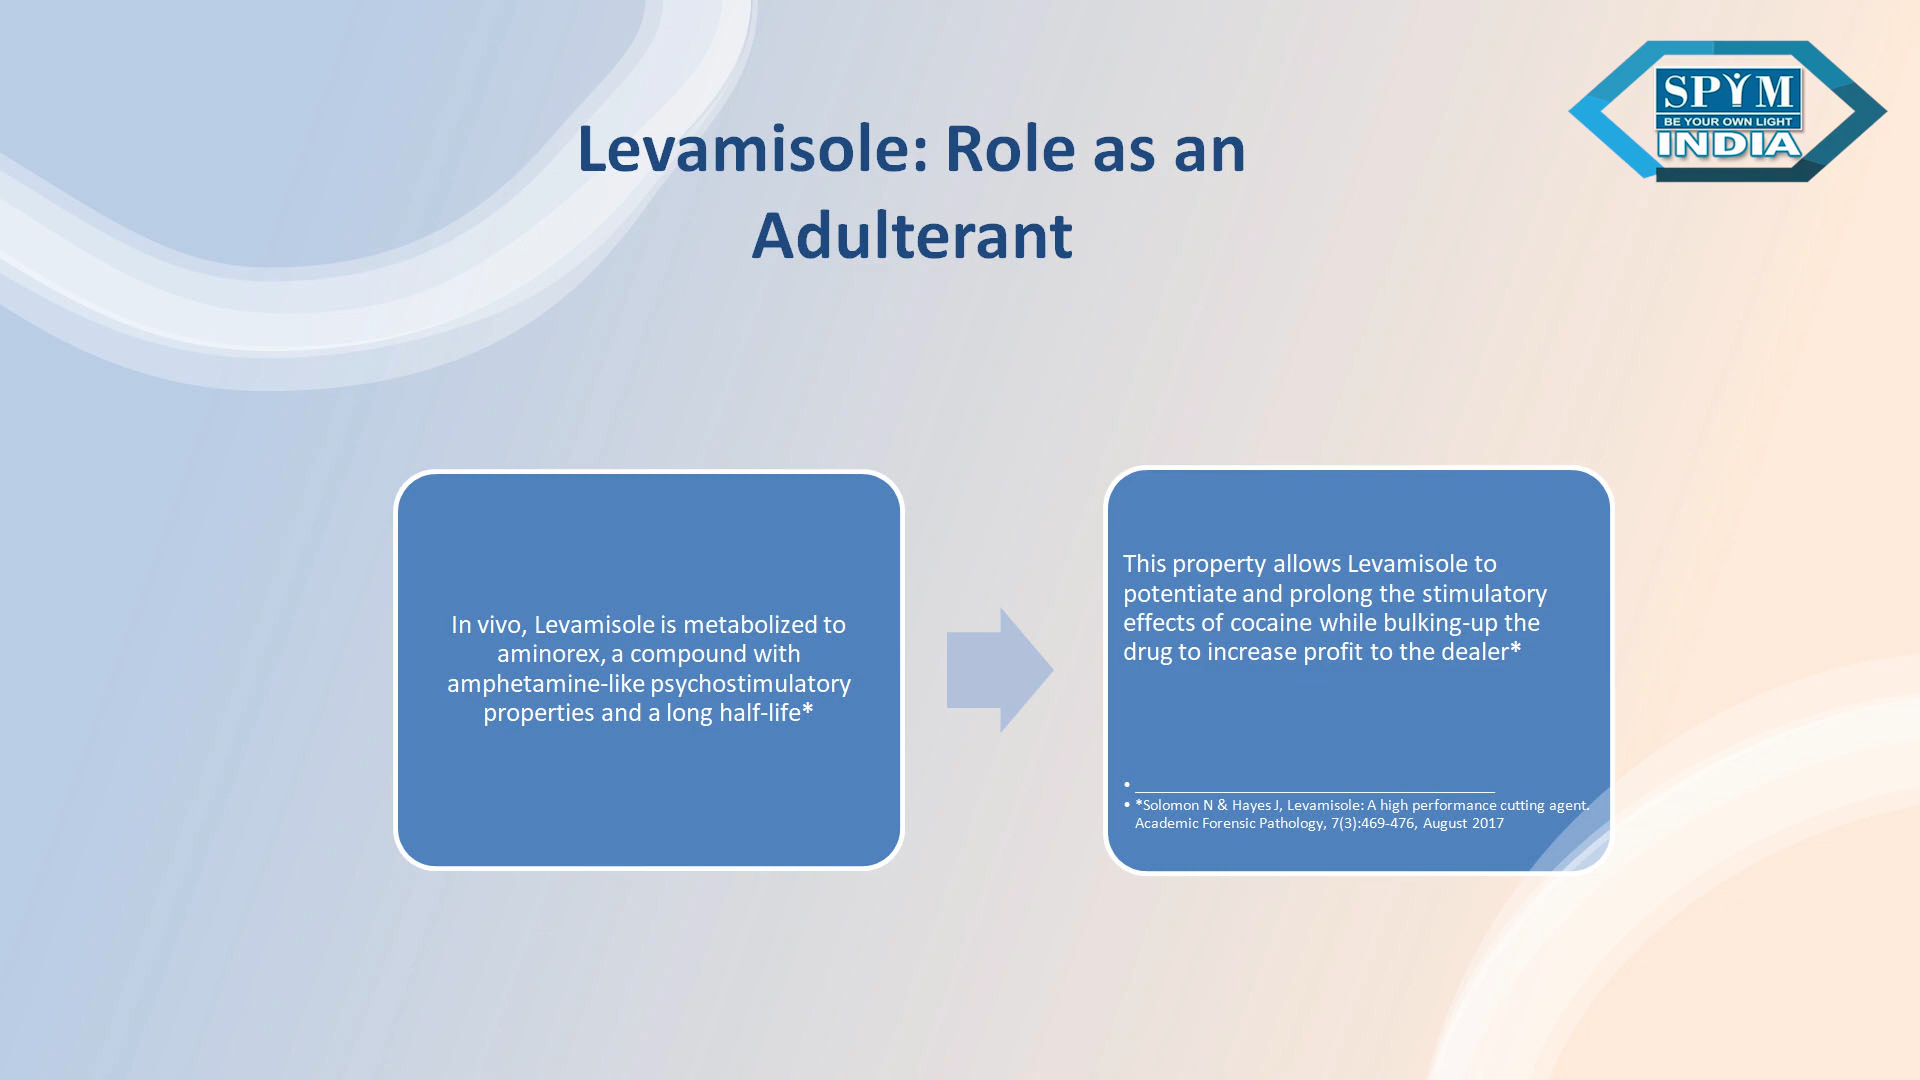 SPYM
BE YOUR OWN LIGHT
INDIA
Levamisole: Role as an
Adulterant
In vivo, Levamisole is metabolized to
aminorex, a compound with
amphetamine-like psychostimulatory
properties and a long half-life*
This property allows Levamisole to
potentiate and prolong the stimulatory
effects of cocaine while bulking-up the
drug to increase profit to the dealer*
• ________________________________________________
• *Solomon N & Hayes J, Levamisole: A high performance cutting agent.
Academic Forensic Pathology, 7(3):469-476, August 2017